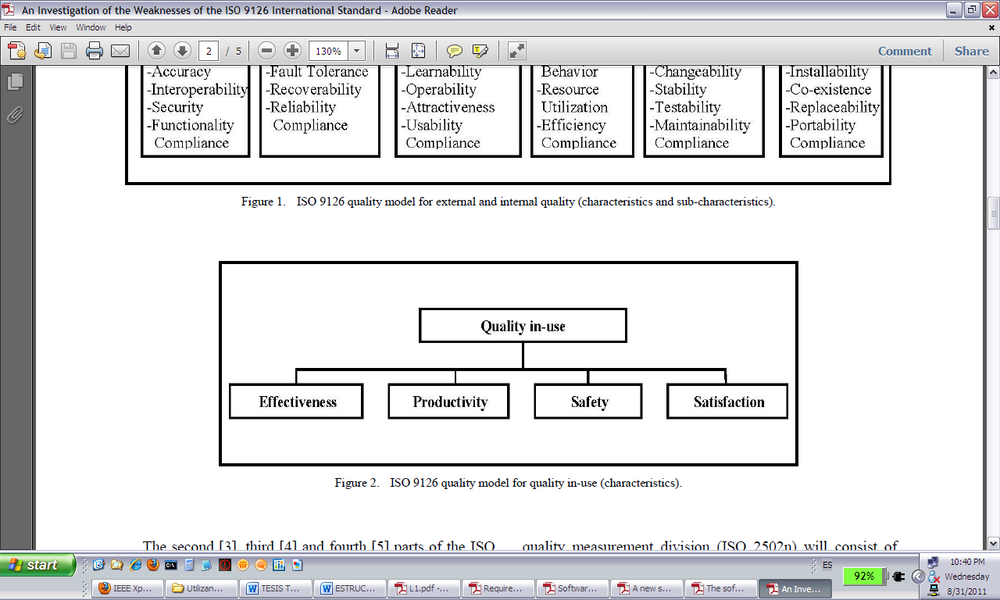 An Investigation of the Weaknesses of the ISO 9126 International Standard - Adobe Reader
File Edit View Window Help
2 / 5 130% Comment Share
-Accuracy
-Interoperability
-Security
-Functionality
Compliance
-Fault Tolerance
-Recoverability
-Reliability
Compliance
-Learnability
-Operability
-Attractiveness
-Usability
Compliance
Behavior
-Resource
Utilization
-Efficiency
Compliance
-Changeability
-Stability
-Testability
-Maintainability
Compliance
-Installability
-Co-existence
-Replaceability
-Portability
Compliance
Figure 1. ISO 9126 quality model for external and internal quality (characteristics and sub-characteristics).
Quality in-use
Effectiveness Productivity Safety Satisfaction
Figure 2. ISO 9126 quality model for quality in-use (characteristics).
The second [3], third [4] and fourth [5] parts of the ISO
quality measurement division (ISO 2502n) will consist of
start
ES
92%
10:40 PM
Wednesday
8/31/2011
IEEE Xp... Utilizan... TESIS T... ESTRUC... L1.pdf -... Require... Softwar... A new s... The sof... An Inve...